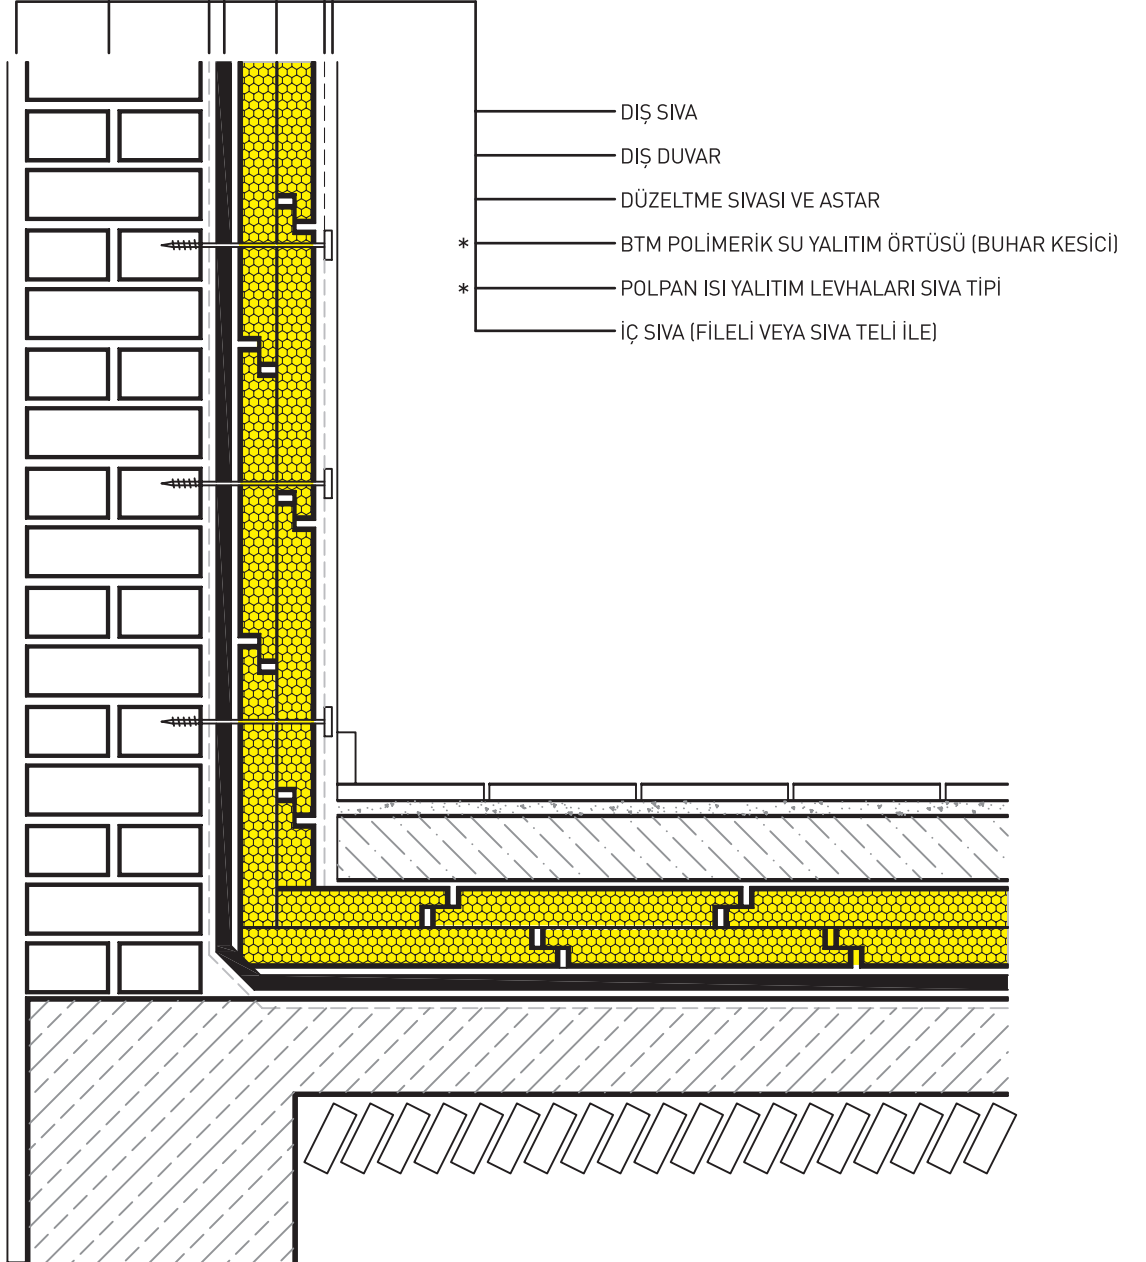 DIŞ SIVA
DIŞ DUVAR
DÜZELTME SIVASI VE ASTAR
* BTM POLİMERİK SU YALITIM ÖRTÜSÜ (BUHAR KESİCİ)
* POLPAN ISI YALITIM LEVHALARI SIVA TİPİ
İÇ SIVA (FİLELİ VEYA SIVA TELİ İLE)